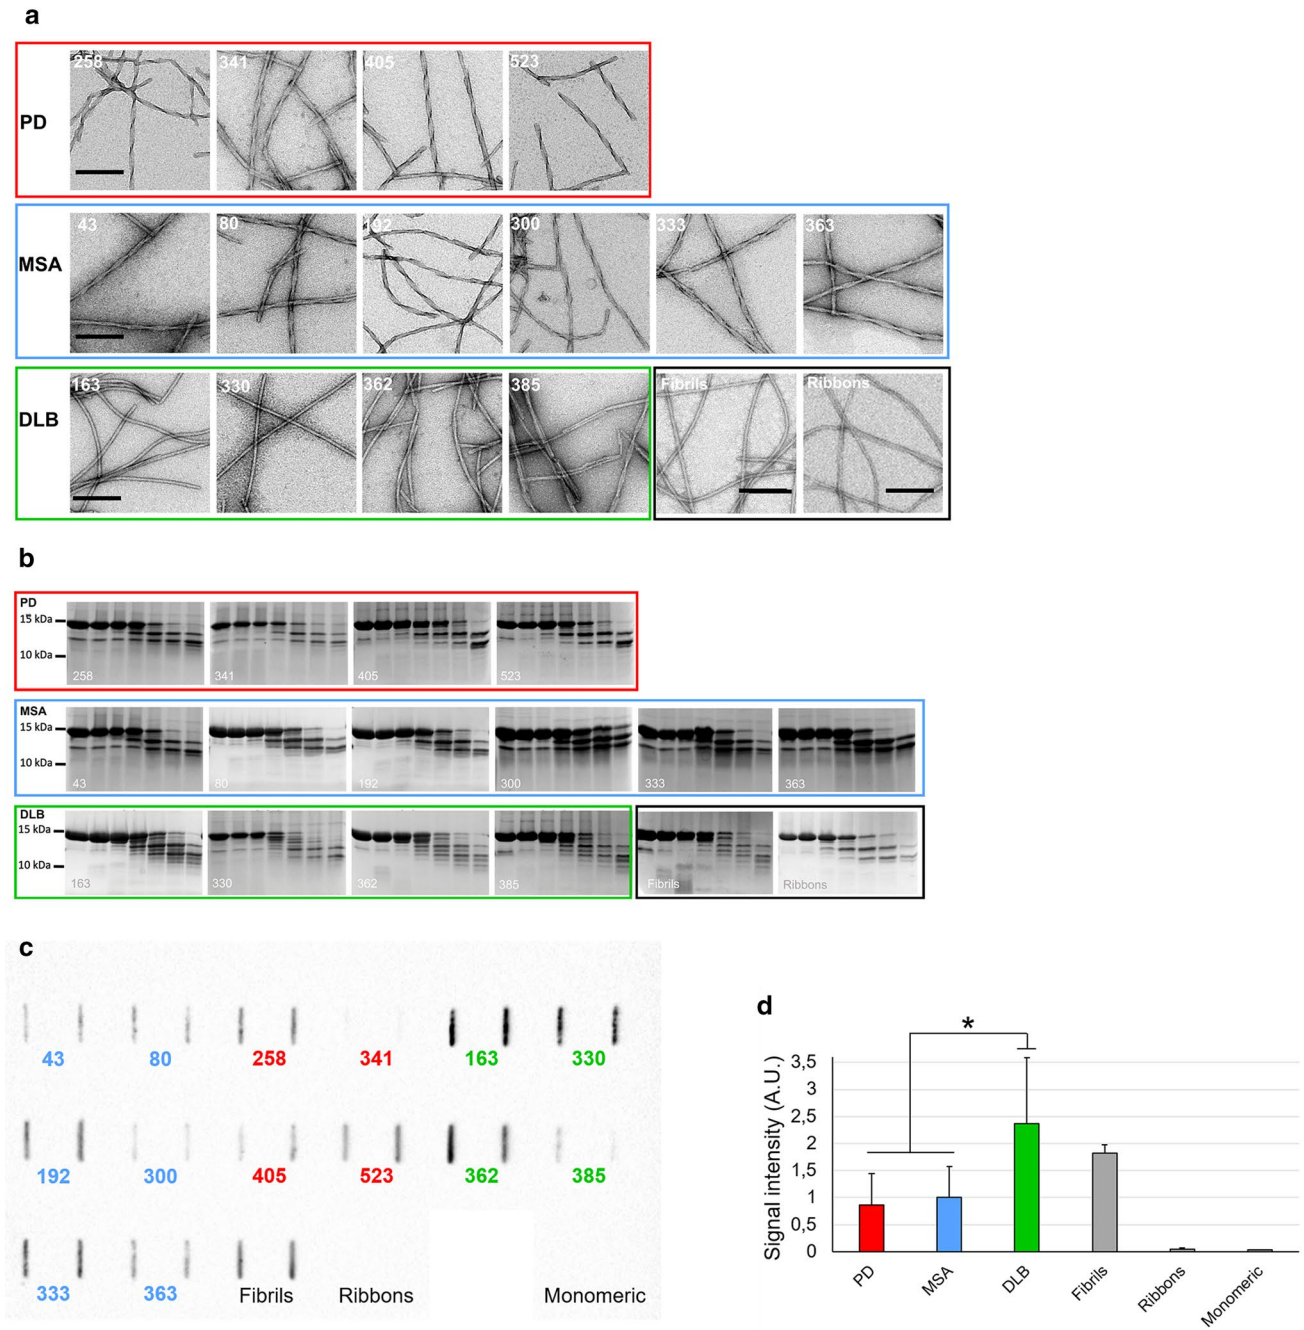 a
PD
258 341 405 523
MSA
43 80 192 300 333 363
DLB
163 330 362 385 Fibrils Ribbons
b
PD
15 kDa
10 kDa
258 341 405 523
MSA
15 kDa
10 kDa
43 80 192 300 333 363
DLB
15 kDa
10 kDa
163 330 362 385 Fibrils Ribbons
c
43 80 258 341 163 330
192 300 405 523 362 385
333 363 Fibrils Ribbons Monomeric
d
*
Signal intensity (A.U.)
3,5
3
2,5
2
1,5
1
0,5
0
PD MSA DLB Fibrils Ribbons Monomeric